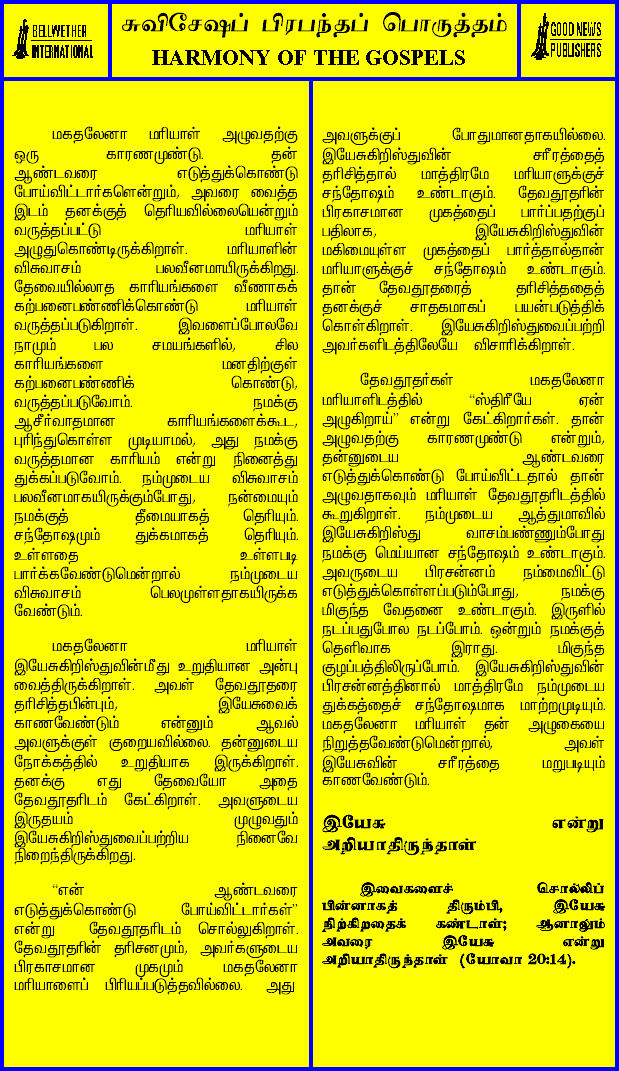 BELLWETHER
INTERNATIONAL
சுவிசேஷப் பிரபந்தப் பொருத்தம்
HARMONY OF THE GOSPELS
GOOD NEWS
PUBLISHERS
மகதலேனா மரியாள் அழுவதற்கு
ஒரு காரணமுண்டு. தன்
ஆண்டவரை எடுத்துக்கொண்டு
போய்விட்டார்களென்றும், அவரை வைத்த
இடம் தனக்குத் தெரியவில்லையென்றும்
வருத்தப்பட்டு மரியாள்
அழுதுகொண்டிருக்கிறாள். மரியாளின்
விசுவாசம் பலவீனமாயிருக்கிறது.
தேவையில்லாத காரியங்களை வீணாகக்
கற்பனைபண்ணிக்கொண்டு மரியாள்
வருத்தப்படுகிறாள். இவளைப்போலவே
நாமும் பல சமயங்களில், சில
காரியங்களை மனதிற்குள்
கற்பனைபண்ணிக் கொண்டு,
வருத்தப்படுவோம். நமக்கு
ஆசீர்வாதமான காரியங்களைக்கூட,
புரிந்துகொள்ள முடியாமல், அது நமக்கு
வருத்தமான காரியம் என்று நினைத்து
துக்கப்படுவோம். நம்முடைய விசுவாசம்
பலவீனமாகயிருக்கும்போது, நன்மையும்
நமக்குத் தீமையாகத் தெரியும்.
சந்தோஷமும் துக்கமாகத் தெரியும்.
உள்ளதை உள்ளபடி
பார்க்கவேண்டுமென்றால் நம்முடைய
விசுவாசம் பெலமுள்ளதாகயிருக்க
வேண்டும்.
மகதலேனா மரியாள்
இயேசுகிறிஸ்துவின்மீது உறுதியான அன்பு
வைத்திருக்கிறாள். அவள் தேவதூதரை
தரிசித்தபின்பும், இயேசுவைக்
காணவேண்டும் என்னும் ஆவல்
அவளுக்குள் குறையவில்லை. தன்னுடைய
நோக்கத்தில் உறுதியாக இருக்கிறாள்.
தனக்கு எது தேவையோ அதை
தேவதூதரிடம் கேட்கிறாள். அவளுடைய
இருதயம் முழுவதும்
இயேசுகிறிஸ்துவைப்பற்றிய நினைவே
நிறைந்திருக்கிறது.
“என் ஆண்டவரை
எடுத்துக்கொண்டு போய்விட்டார்கள்”
என்று தேவதூதரிடம் சொல்லுகிறாள்.
தேவதூதரின் தரிசனமும், அவர்களுடைய
பிரகாசமான முகமும் மகதலேனா
மரியாளைப் பிரியப்படுத்தவில்லை. அது
அவளுக்குப் போதுமானதாகயில்லை.
இயேசுகிறிஸ்துவின் சரீரத்தைத்
தரிசித்தால் மாத்திரமே மரியாளுக்குச்
சந்தோஷம் உண்டாகும். தேவதூதரின்
பிரகாசமான முகத்தைப் பார்ப்பதற்குப்
பதிலாக, இயேசுகிறிஸ்துவின்
மகிமையுள்ள முகத்தைப் பார்த்தால்தான்
மரியாளுக்குச் சந்தோஷம் உண்டாகும்.
தான் தேவதூதரைத் தரிசித்ததைத்
தனக்குச் சாதகமாகப் பயன்படுத்திக்
கொள்கிறாள். இயேசுகிறிஸ்துவைப்பற்றி
அவர்களிடத்திலேயே விசாரிக்கிறாள்.
தேவதூதர்கள் மகதலேனா
மரியாளிடத்தில் “ஸ்திரீயே ஏன்
அழுகிறாய்” என்று கேட்கிறார்கள். தான்
அழுவதற்கு காரணமுண்டு என்றும்,
தன்னுடைய ஆண்டவரை
எடுத்துக்கொண்டு போய்விட்டதால் தான்
அழுவதாகவும் மரியாள் தேவதூதரிடத்தில்
கூறுகிறாள். நம்முடைய ஆத்துமாவில்
இயேசுகிறிஸ்து வாசம்பண்ணும்போது
நமக்கு மெய்யான சந்தோஷம் உண்டாகும்.
அவருடைய பிரசன்னம் நம்மைவிட்டு
எடுத்துக்கொள்ளப்படும்போது, நமக்கு
மிகுந்த வேதனை உண்டாகும். இருளில்
நடப்பதுபோல நடப்போம். ஒன்றும் நமக்குத்
தெளிவாக இராது. மிகுந்த
குழப்பத்திலிருப்போம். இயேசுகிறிஸ்துவின்
பிரசன்னத்தினால் மாத்திரமே நம்முடைய
துக்கத்தைச் சந்தோஷமாக மாற்றமுடியும்.
மகதலேனா மரியாள் தன் அழுகையை
நிறுத்தவேண்டுமென்றால், அவள்
இயேசுவின் சரீரத்தை மறுபடியும்
காணவேண்டும்.
இயேசு என்று
அறியாதிருந்தாள்
இவைகளைச் சொல்லிப்
பின்னாகத் திரும்பி, இயேசு
நிற்கிறதைக் கண்டாள்; ஆனாலும்
அவரை இயேசு என்று
அறியாதிருந்தாள் (யோவா 20:14).